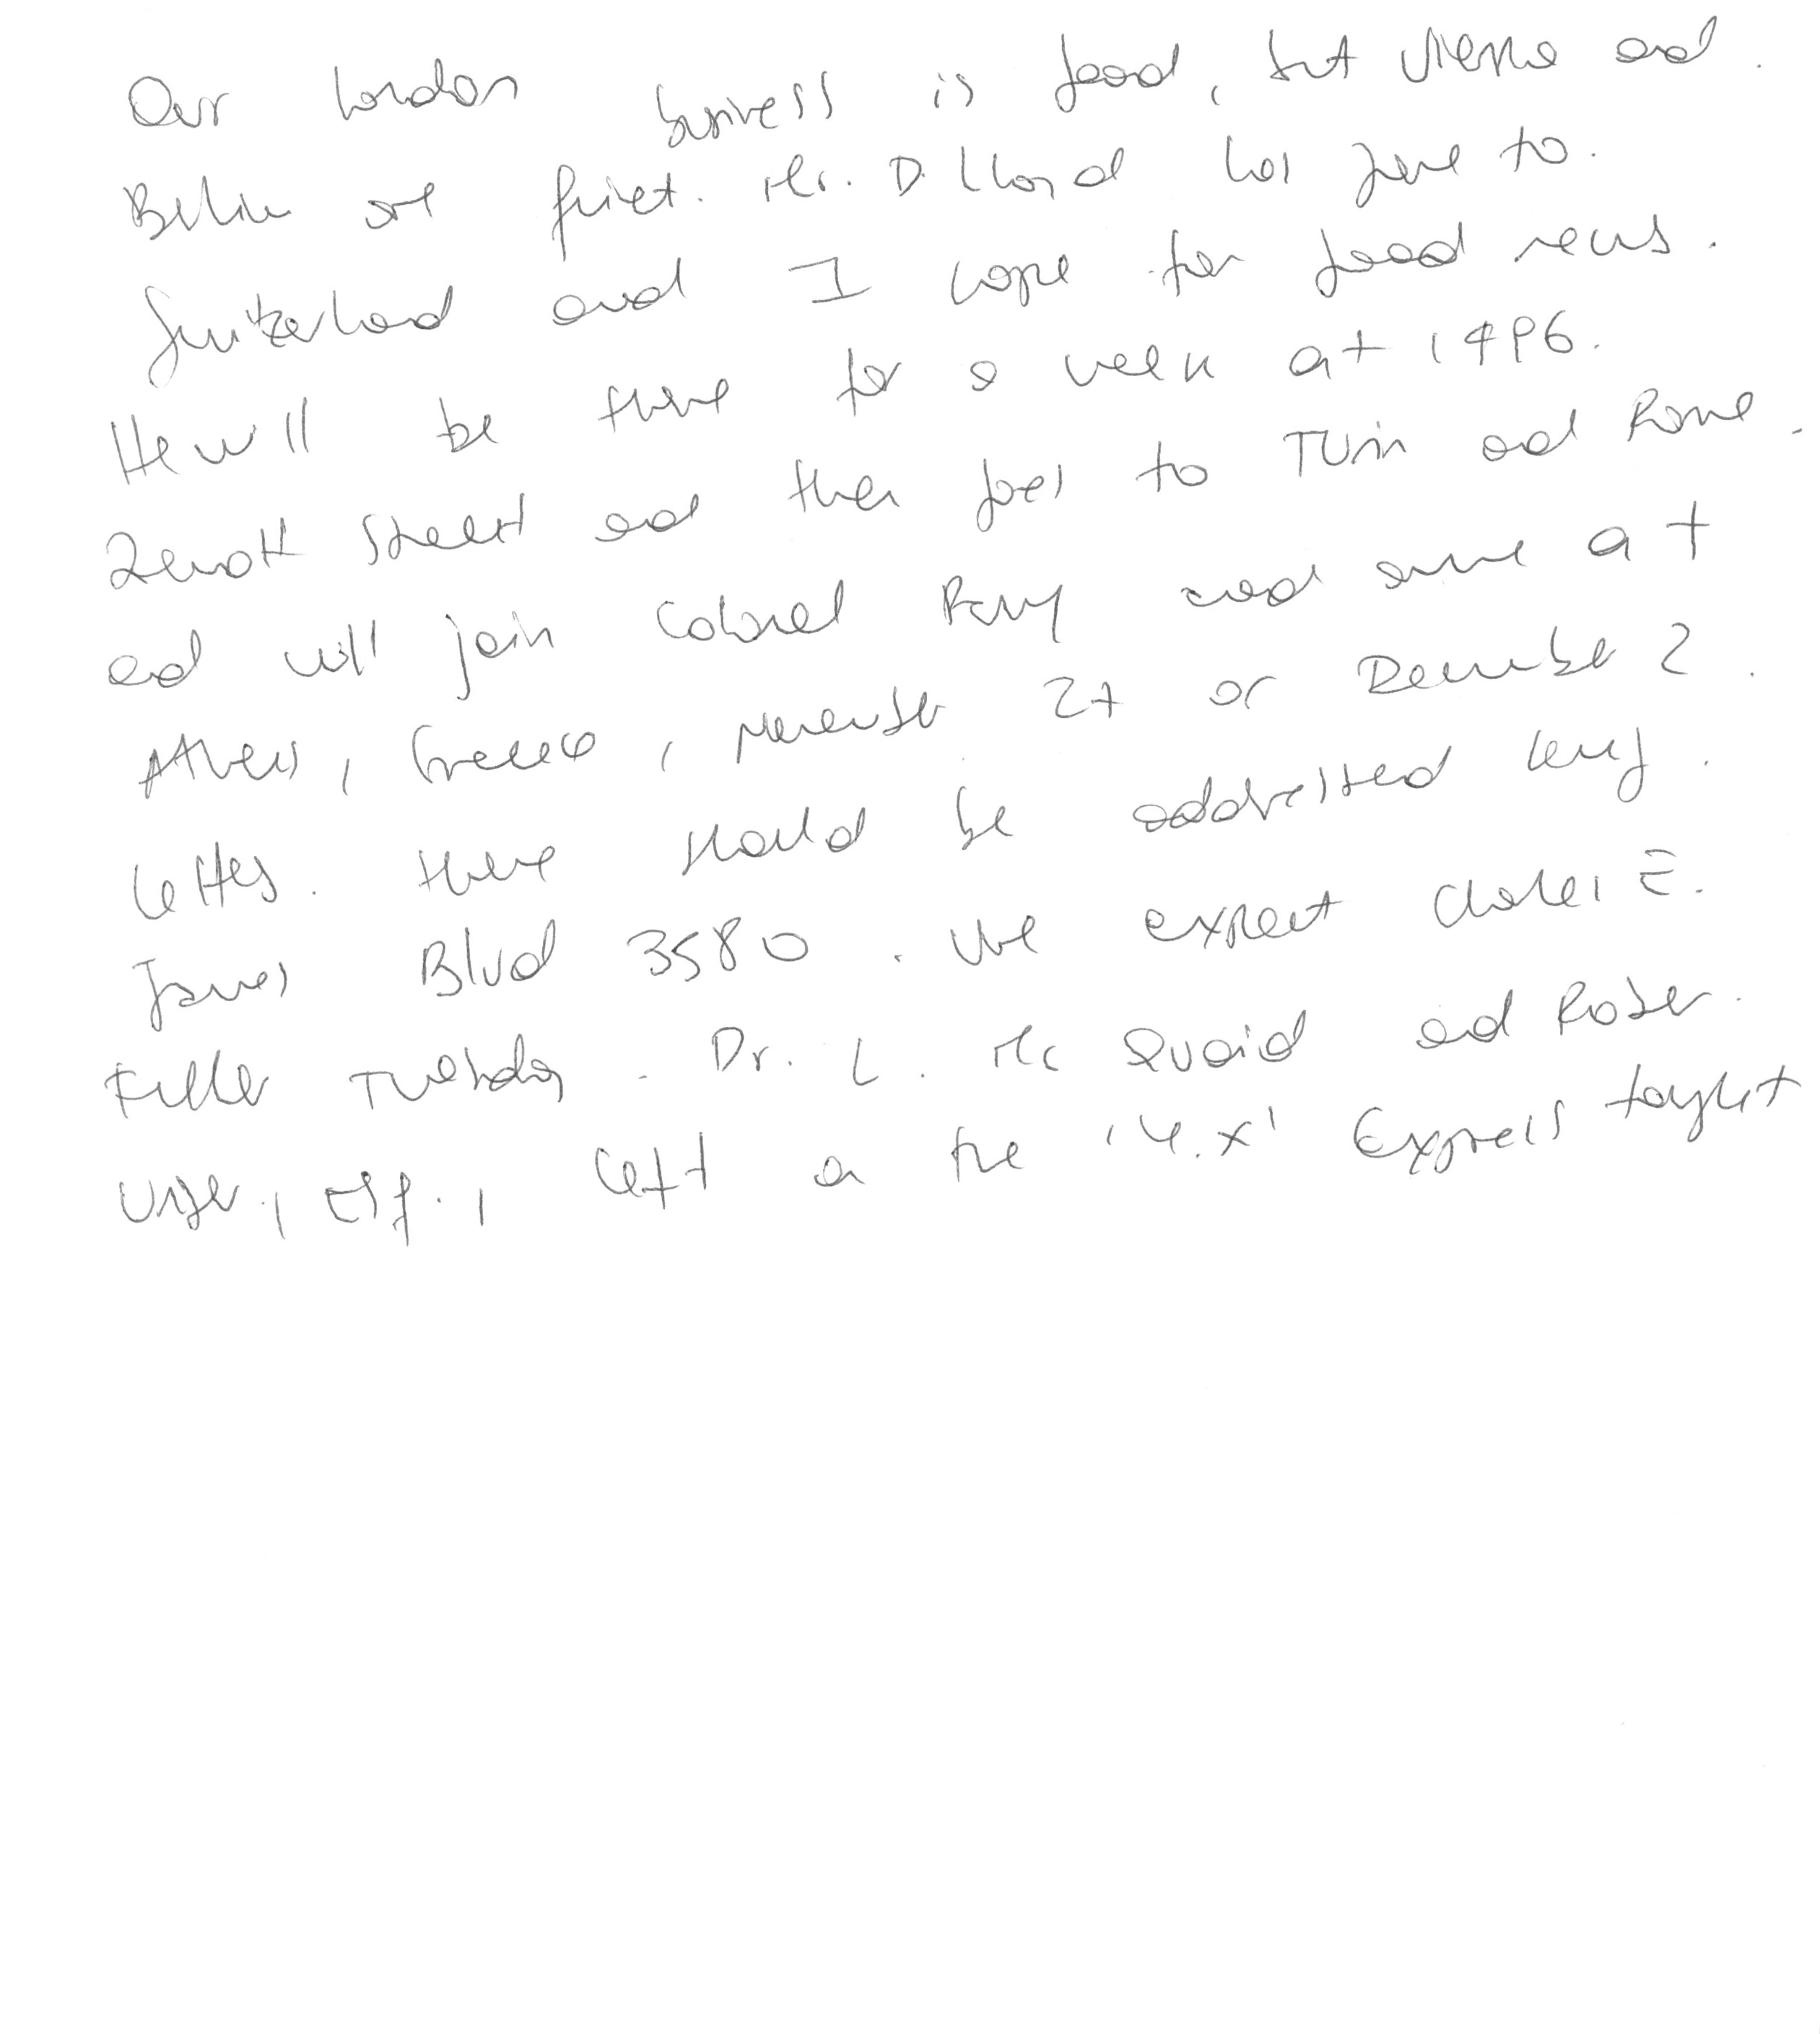 Our London business is good, but Vienna and.
Berlin are quiet. Mr. D. Lloyd has gone to.
Switzerland and I hope for good news.
He will be there for a week at 1496.
Zermott Street and then goes to Turin and Rome.
and will join Colonel Parry and arrive at
Athens, Greece, November 27 or December 2.
Letters. there should be addressed King.
James Blvd 3580. We expect Charles E.
Fuller Tuesday. Dr. L. Mc Quaid and Robert.
Unger, Esq., left on the 'Y.X' Express tonight